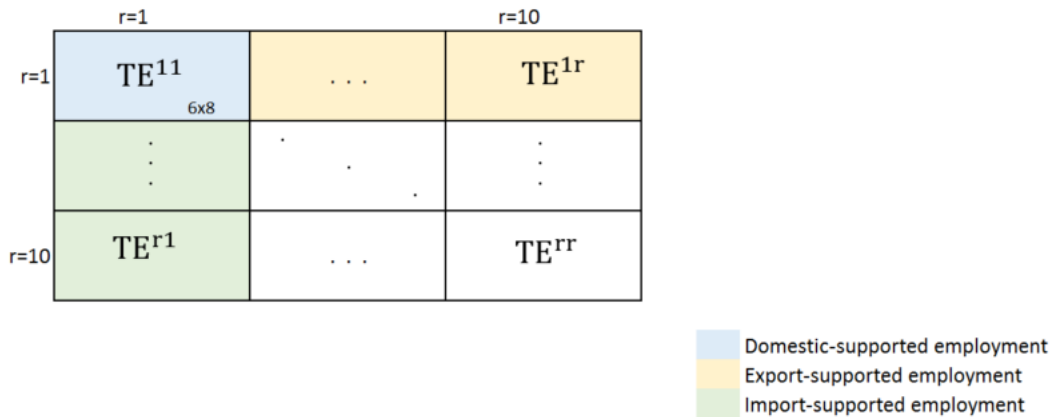 r=1 r=10
r=1 TE¹¹ . . . TE¹ʳ
6x8
r=10 TEʳ¹ . . . TEʳʳ
Domestic-supported employment
Export-supported employment
Import-supported employment